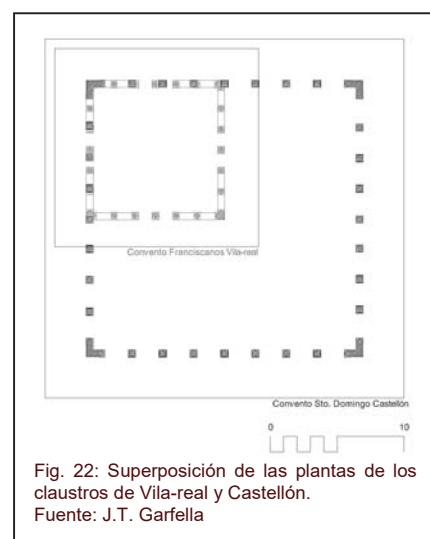 Convento Franciscanos Vila-real
Convento Sto. Domingo Castellón
0 10
Fig. 22: Superposición de las plantas de los
claustros de Vila-real y Castellón.
Fuente: J.T. Garfella